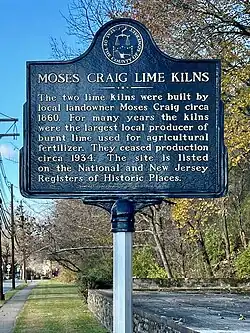 MOSES CRAIG LIME KILNS
The two lime kilns were built by
local landowner Moses Craig circa
1860. For many years the kilns
were the largest local producer of
burnt lime used for agricultural
fertilizer. They ceased production
circa 1934. The site is listed
on the National and New Jersey
Registers of Historic Places.